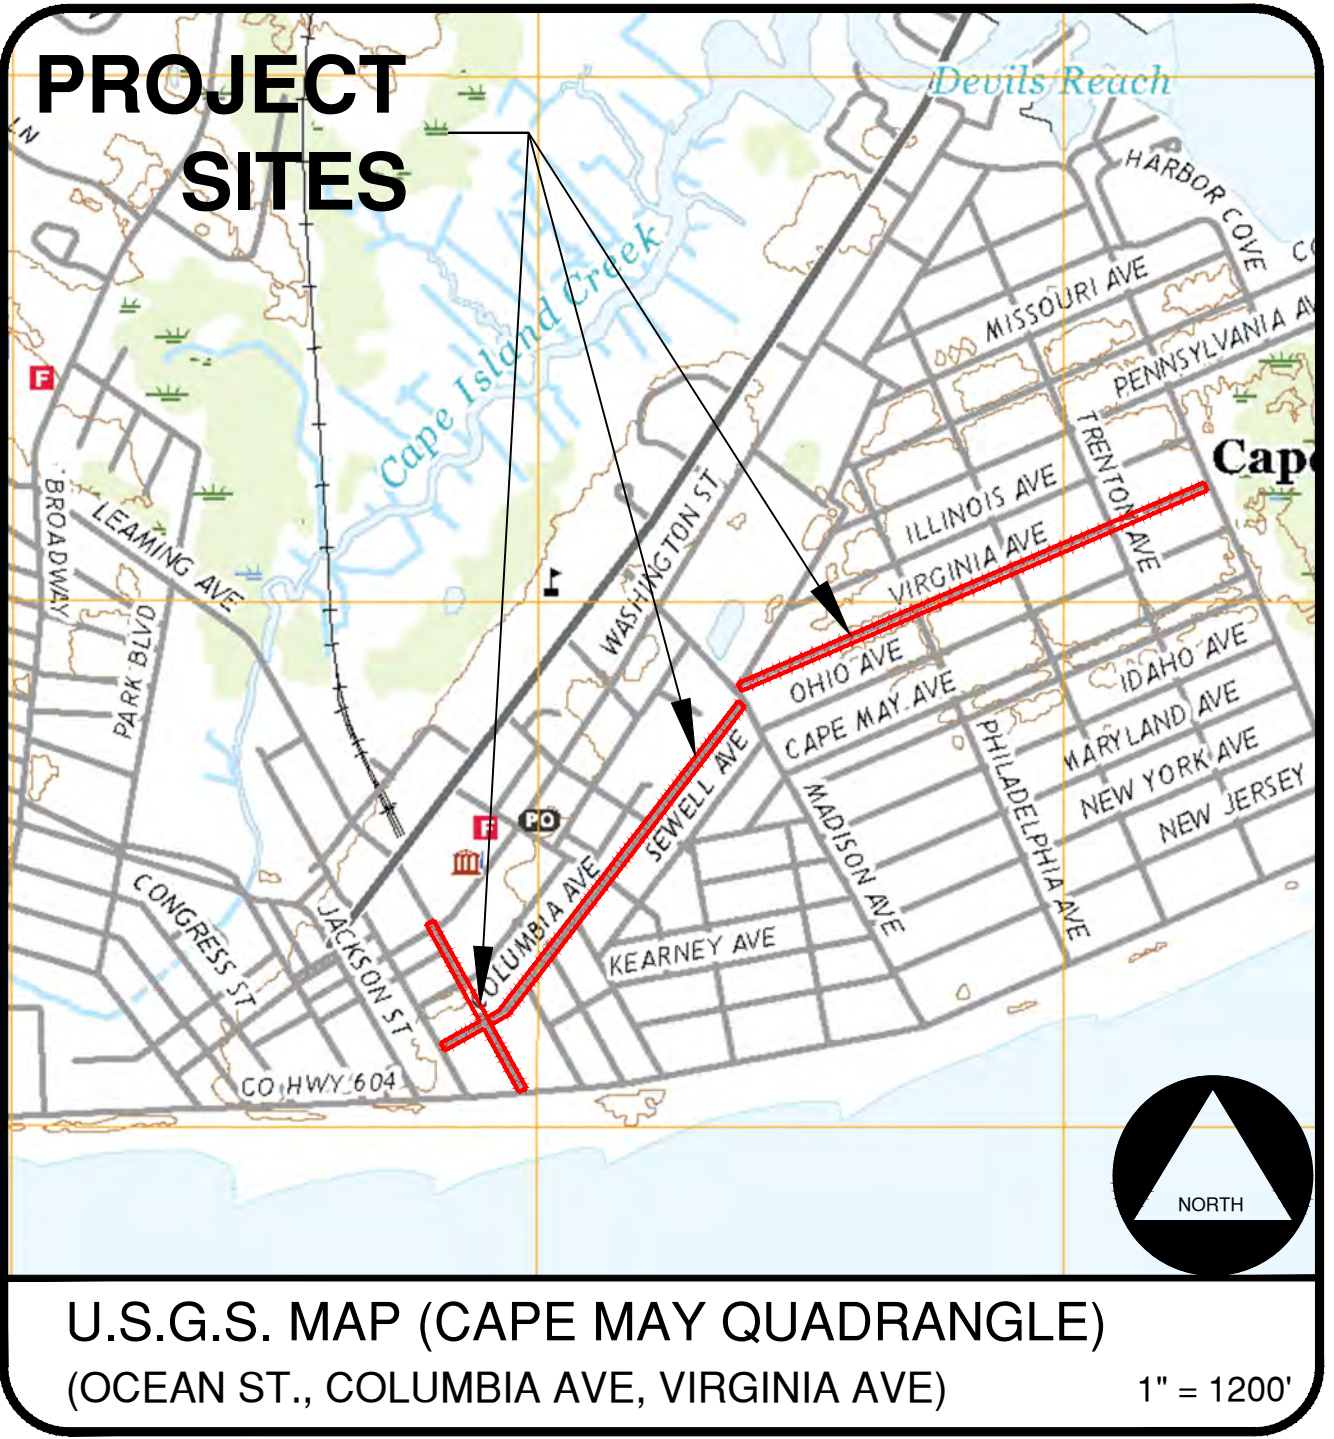 PROJECT
SITES
LN
Devils Reach
HARBOR COVE
Cape Island Creek
MISSOURI AVE
PENNSYLVANIA AV
F
TRENTON AVE
Cape
BROADWAY
LEAMING AVE
WASHINGTON ST
ILLINOIS AVE
VIRGINIA AVE
PARK BLVD
OHIO AVE
IDAHO AVE
CAPE MAY AVE
MARYLAND AVE
PHILADELPHIA AVE
NEW YORK AVE
SEWELL AVE
MADISON AVE
NEW JERSEY
F
PO
COLUMBIA AVE
CONGRESS ST
JACKSON ST
KEARNEY AVE
CO HWY 604
NORTH
U.S.G.S. MAP (CAPE MAY QUADRANGLE)
(OCEAN ST., COLUMBIA AVE, VIRGINIA AVE)
1" = 1200'